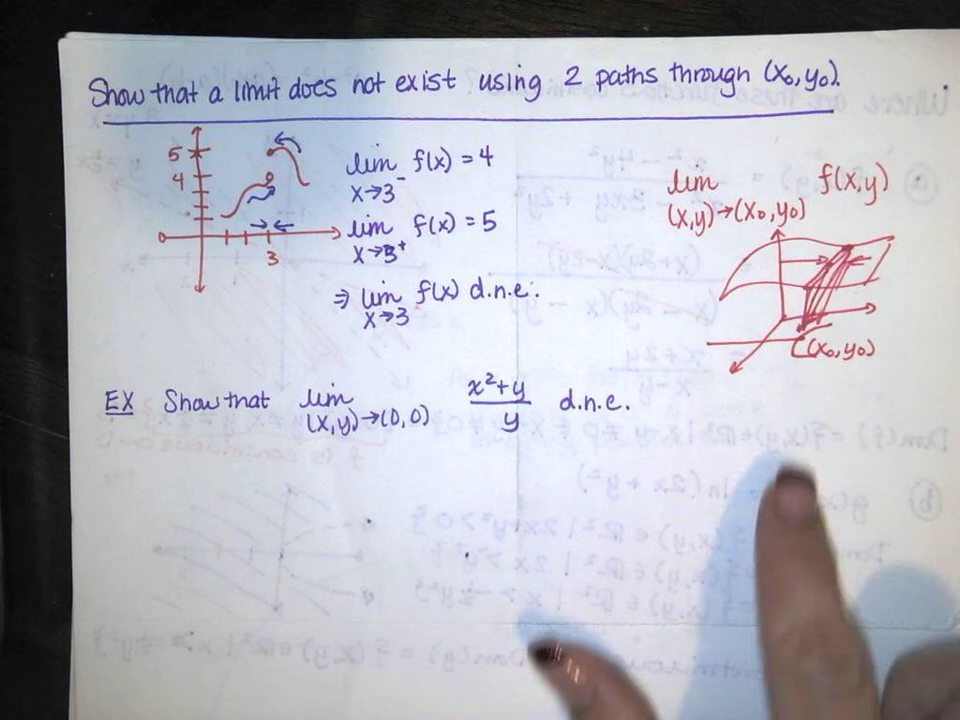 Show that a limit does not exist using 2 paths through (x₀, y₀).
5
4
3
lim f(x) = 4
x→3⁻
lim f(x) = 5
x→3⁺
⇒ lim f(x) d.n.e.
x→3
lim f(x,y)
(x,y)→(x₀,y₀)
(x₀,y₀)
EX Show that lim x²+y d.n.e.
(x,y)→(0,0) y